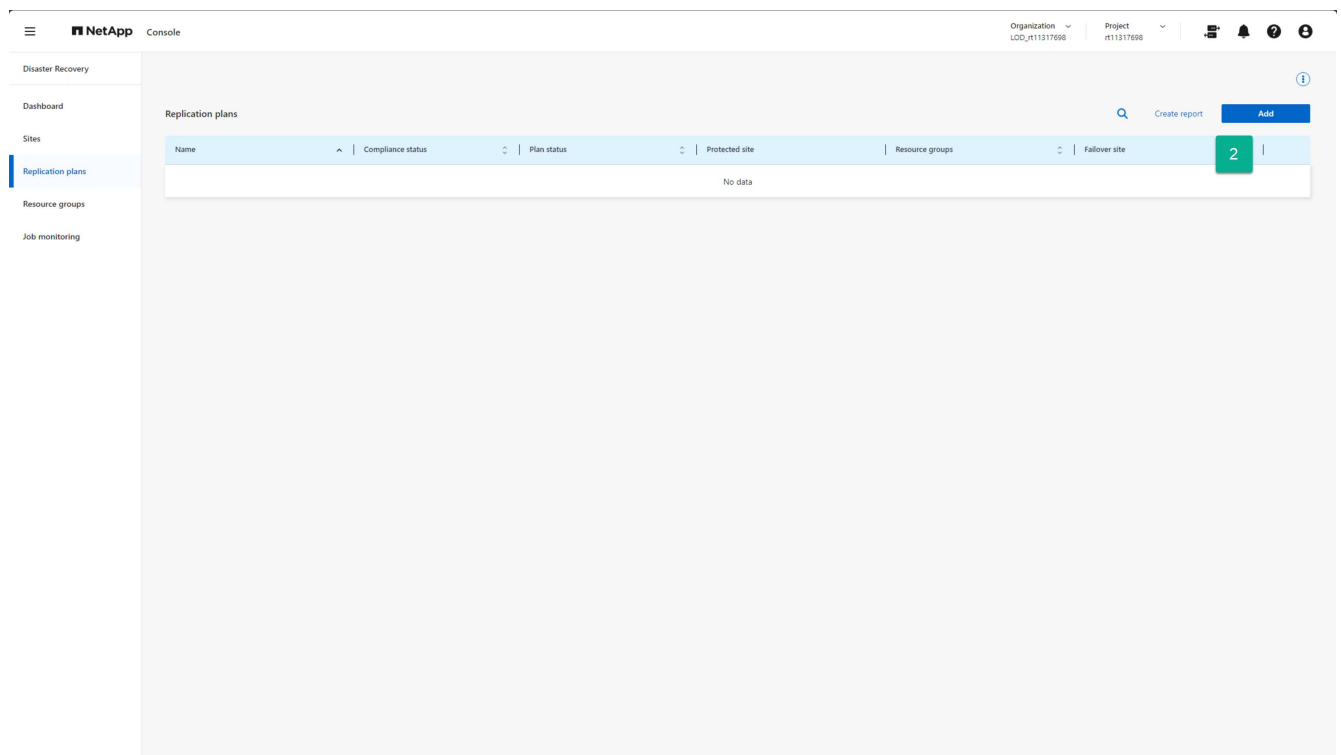 NetApp Console
Organization
LOD_rt11317698
Project
rt11317698
Disaster Recovery
Dashboard
Sites
Replication plans
Resource groups
Job monitoring
Replication plans
Create report
Add
Name
Compliance status
Plan status
Protected site
Resource groups
Failover site
2
No data